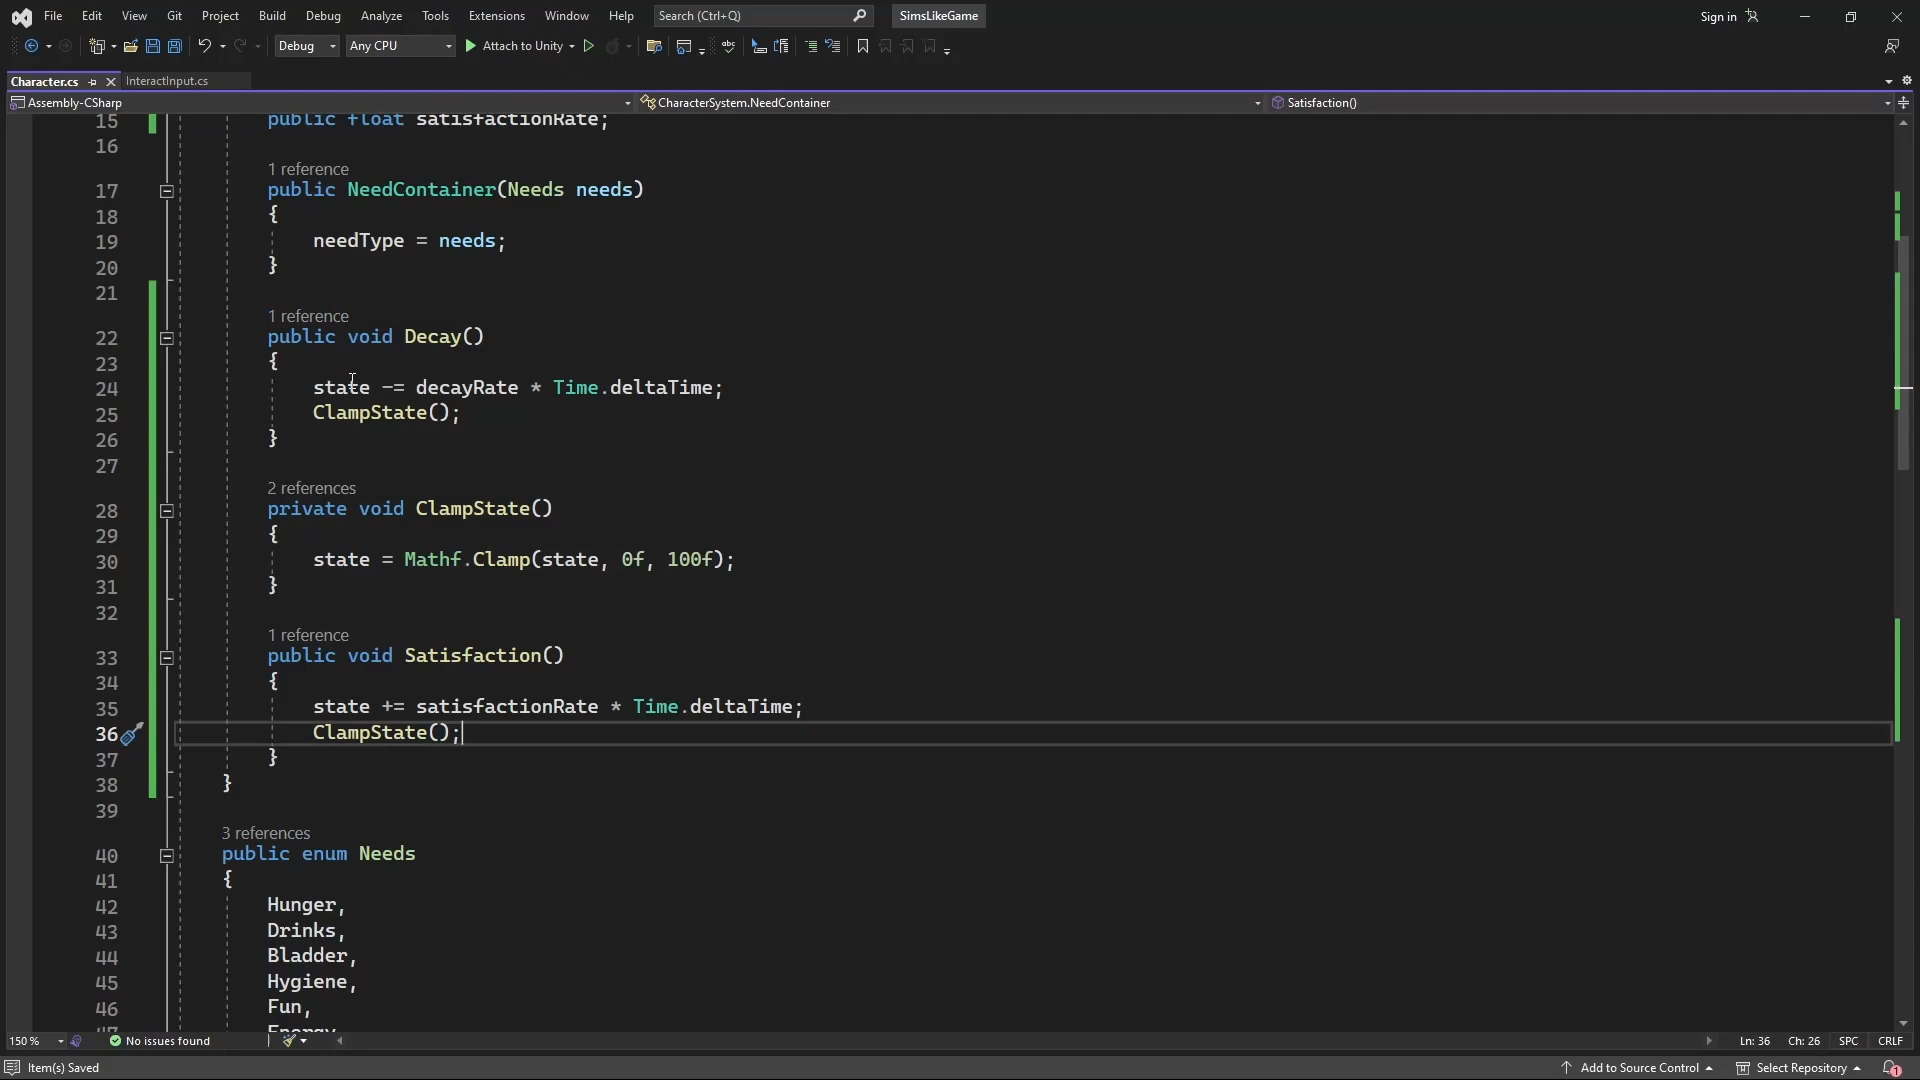 File Edit View Git Project Build Debug Analyze Tools Extensions Window Help Search (Ctrl+Q) SimsLikeGame Sign in
Debug Any CPU Attach to Unity
Character.cs InteractInput.cs
Assembly-CSharp CharacterSystem.NeedContainer Satisfaction()
15 public float satisfactionRate;
16
1 reference
17 public NeedContainer(Needs needs)
18 {
19 needType = needs;
20 }
21
1 reference
22 public void Decay()
23 {
24 state -= decayRate * Time.deltaTime;
25 ClampState();
26 }
27
2 references
28 private void ClampState()
29 {
30 state = Mathf.Clamp(state, 0f, 100f);
31 }
32
1 reference
33 public void Satisfaction()
34 {
35 state += satisfactionRate * Time.deltaTime;
36 ClampState();
37 }
38 }
39
3 references
40 public enum Needs
41 {
42 Hunger,
43 Drinks,
44 Bladder,
45 Hygiene,
46 Fun,
47 Energy
150 % No issues found Ln: 36 Ch: 26 SPC CRLF
Item(s) Saved Add to Source Control Select Repository 1